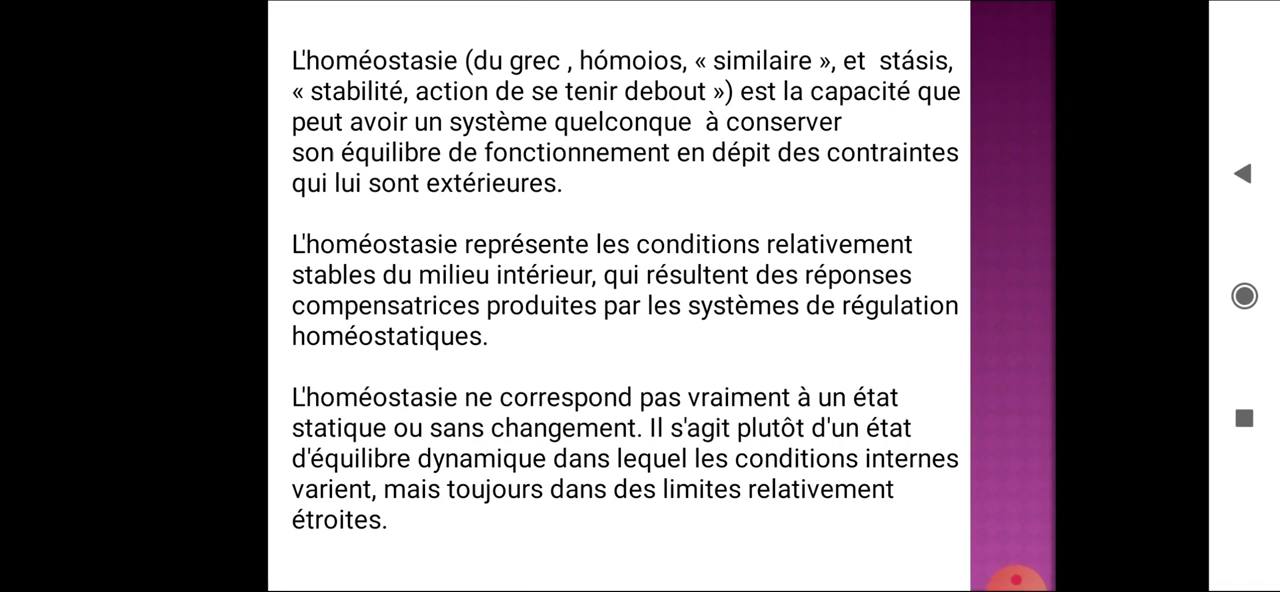 L'homéostasie (du grec , hómoios, « similaire », et  stásis,
« stabilité, action de se tenir debout ») est la capacité que
peut avoir un système quelconque  à conserver
son équilibre de fonctionnement en dépit des contraintes
qui lui sont extérieures.
L'homéostasie représente les conditions relativement
stables du milieu intérieur, qui résultent des réponses
compensatrices produites par les systèmes de régulation
homéostatiques.
L'homéostasie ne correspond pas vraiment à un état
statique ou sans changement. Il s'agit plutôt d'un état
d'équilibre dynamique dans lequel les conditions internes
varient, mais toujours dans des limites relativement
étroites.